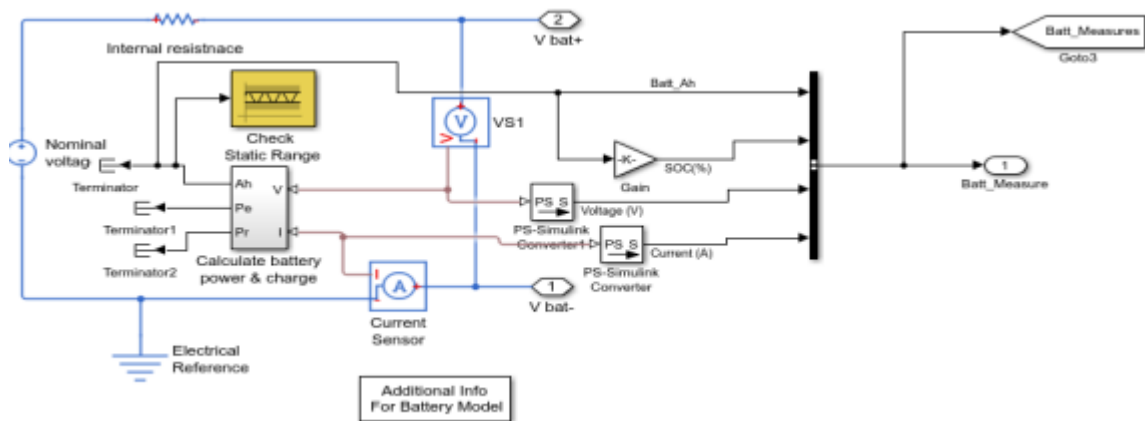 2
V bat+
Batt_Measures
Goto3
Internal resistnace
Batt_Ah
V
VS1
V
Check
Static Range
Nominal
voltag
-K-
SOC(%)
Gain
1
Batt_Measure
Terminator
Ah
V
Pe
PS S
Voltage (V)
Terminator1
Pr
I
PS-Simulink
Converter1
PS S
Current (A)
Terminator2
Calculate battery
power & charge
PS-Simulink
Converter
I
A
1
V bat-
Current
Sensor
Electrical
Reference
Additional Info
For Battery Model